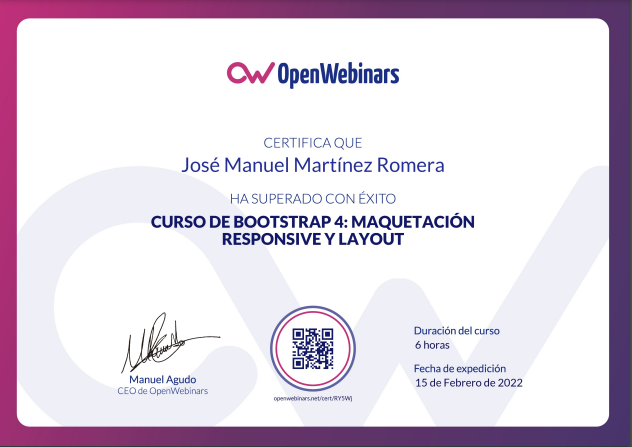 OpenWebinars
CERTIFICA QUE
José Manuel Martínez Romera
HA SUPERADO CON ÉXITO
CURSO DE BOOTSTRAP 4: MAQUETACIÓN
RESPONSIVE Y LAYOUT
Manuel Agudo
CEO de OpenWebinars
openwebinars.net/cert/RY5Wj
Duración del curso
6 horas
Fecha de expedición
15 de Febrero de 2022